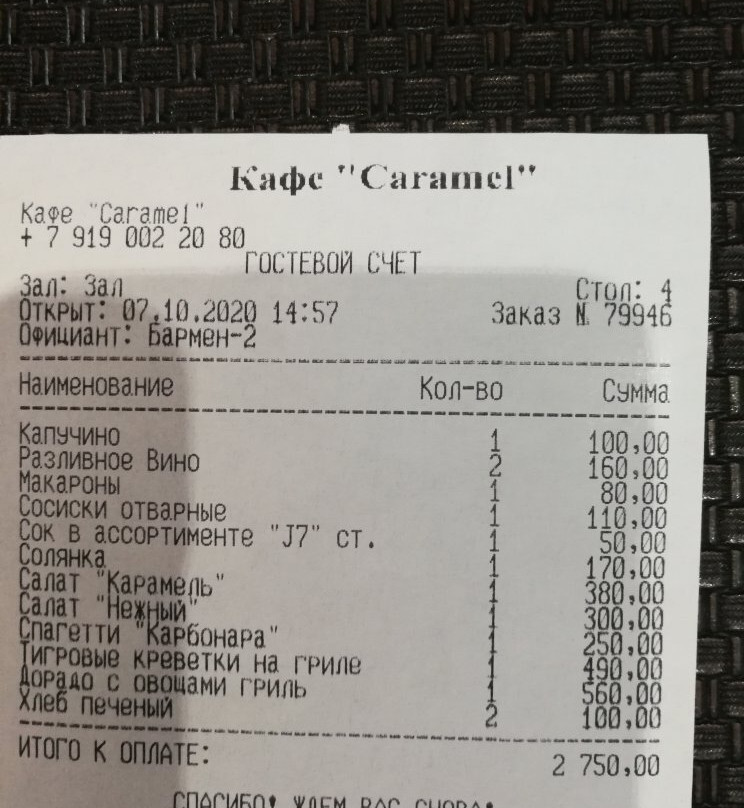 Кафе "Caramel"
Кафе "Caramel"
+ 7 919 002 20 80
ГОСТЕВОЙ СЧЕТ
Зал: Зал Стол: 4
Открыт: 07.10.2020 14:57 Заказ № 79946
Официант: Бармен-2
Наименование Кол-во Сумма
Капучино 1 100,00
Разливное Вино 2 160,00
Макароны 1 80,00
Сосиски отварные 1 110,00
Сок в ассортименте "J7" ст. 1 50,00
Солянка 1 170,00
Салат "Карамель" 1 380,00
Салат "Нежный" 1 300,00
Спагетти "Карбонара" 1 250,00
Тигровые креветки на гриле 1 490,00
Дорадо с овощами гриль 1 560,00
Хлеб печеный 2 100,00
ИТОГО К ОПЛАТЕ: 2 750,00
СПАСИБО! ЖДЕМ ВАС СНОВА!